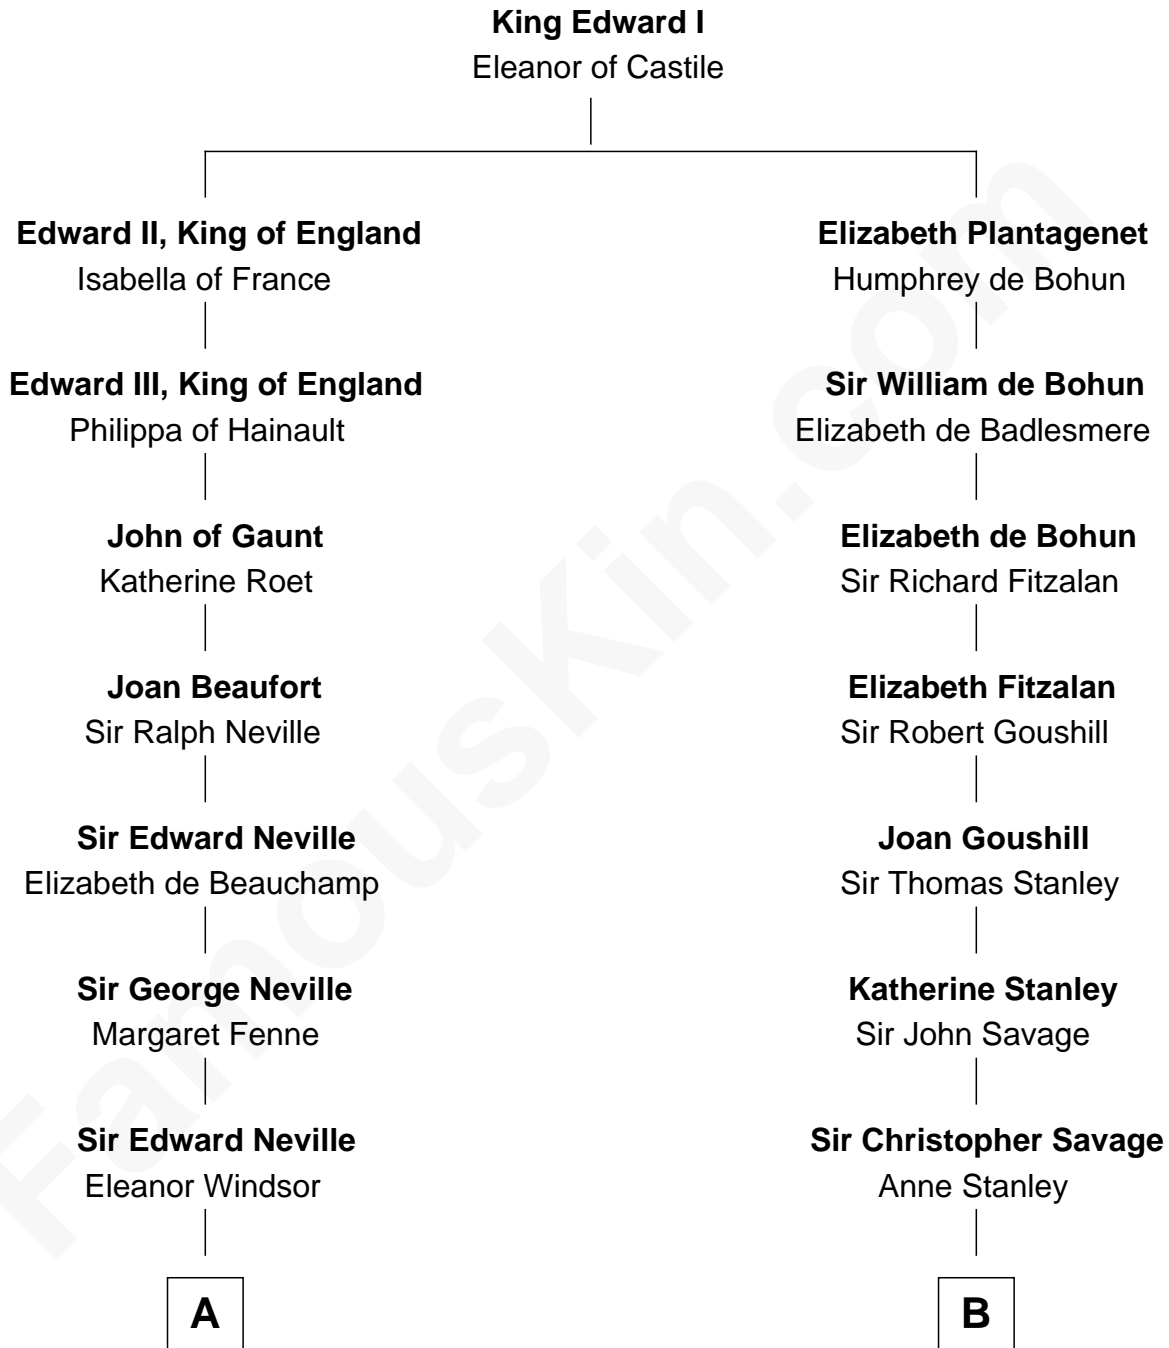 King Edward I
Eleanor of Castile
Edward II, King of England
Isabella of France
Elizabeth Plantagenet
Humphrey de Bohun
Edward III, King of England
Philippa of Hainault
Sir William de Bohun
Elizabeth de Badlesmere
John of Gaunt
Katherine Roet
Elizabeth de Bohun
Sir Richard Fitzalan
Joan Beaufort
Sir Ralph Neville
Elizabeth Fitzalan
Sir Robert Goushill
Sir Edward Neville
Elizabeth de Beauchamp
Joan Goushill
Sir Thomas Stanley
Sir George Neville
Margaret Fenne
Katherine Stanley
Sir John Savage
Sir Edward Neville
Eleanor Windsor
Sir Christopher Savage
Anne Stanley
A
B
FamousKin.com